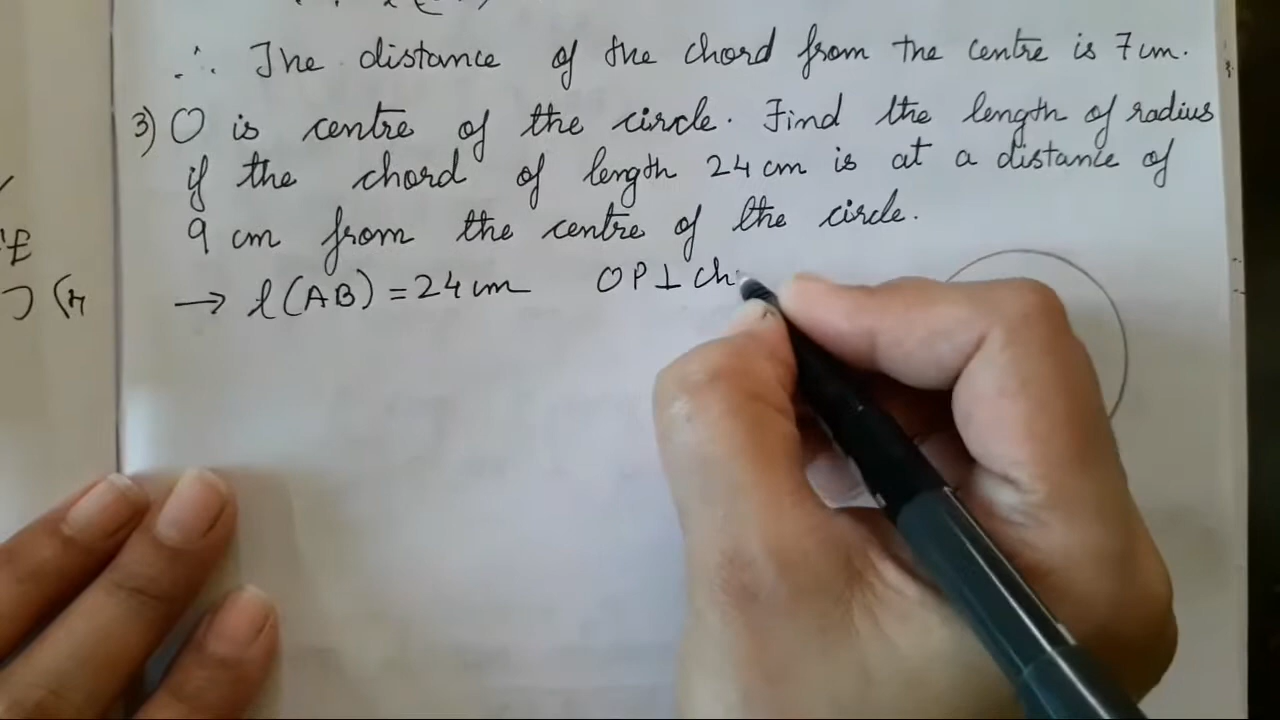 ∴ The distance of the chord from the centre is 7cm.
3) O is centre of the circle. Find the length of radius
if the chord of length 24 cm is at a distance of
9 cm from the centre of the circle.
→ l(AB) = 24 cm OP⊥ ch